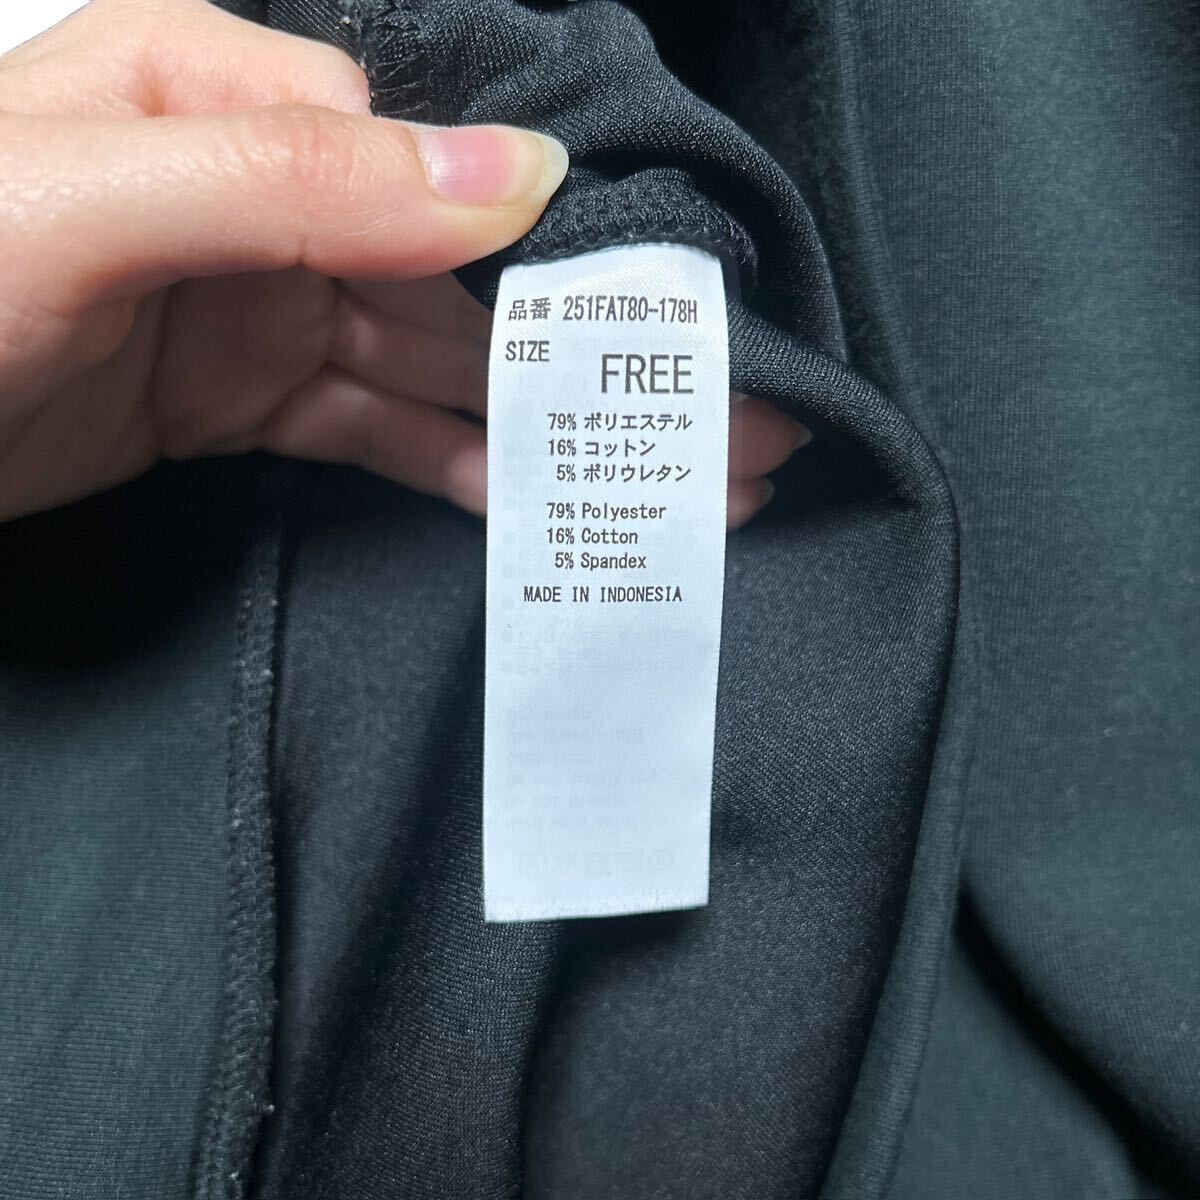 品番 251FAT80-178H
SIZE FREE
79% ポリエステル
16% コットン
5% ポリウレタン
79% Polyester
16% Cotton
5% Spandex
MADE IN INDONESIA